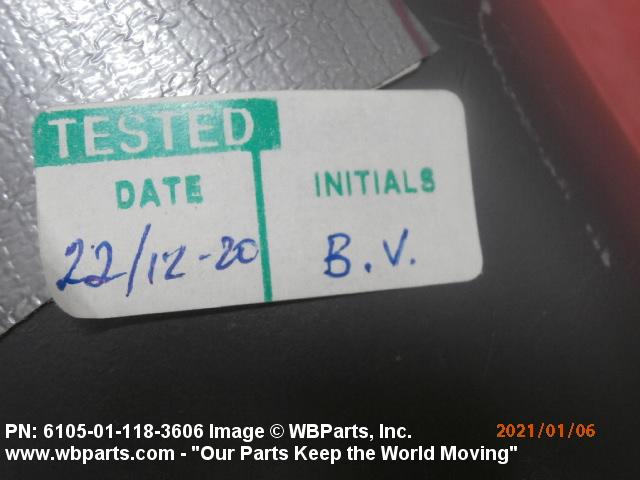 TESTED
DATE
INITIALS
22/12-20
B.V.
PN: 6105-01-118-3606 Image © WBParts, Inc.
2021/01/06
www.wbparts.com - "Our Parts Keep the World Moving"